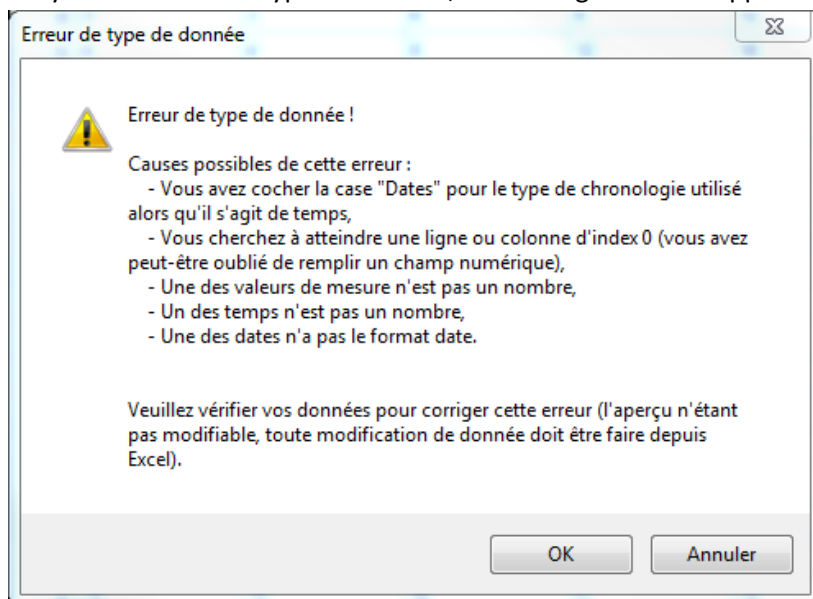 Erreur de type de donnée
Erreur de type de donnée !
Causes possibles de cette erreur :
- Vous avez cocher la case "Dates" pour le type de chronologie utilisé
alors qu'il s'agit de temps,
- Vous cherchez à atteindre une ligne ou colonne d'index 0 (vous avez
peut-être oublié de remplir un champ numérique),
- Une des valeurs de mesure n'est pas un nombre,
- Un des temps n'est pas un nombre,
- Une des dates n'a pas le format date.
Veuillez vérifier vos données pour corriger cette erreur (l'aperçu n'étant
pas modifiable, toute modification de donnée doit être faire depuis
Excel).
OK Annuler